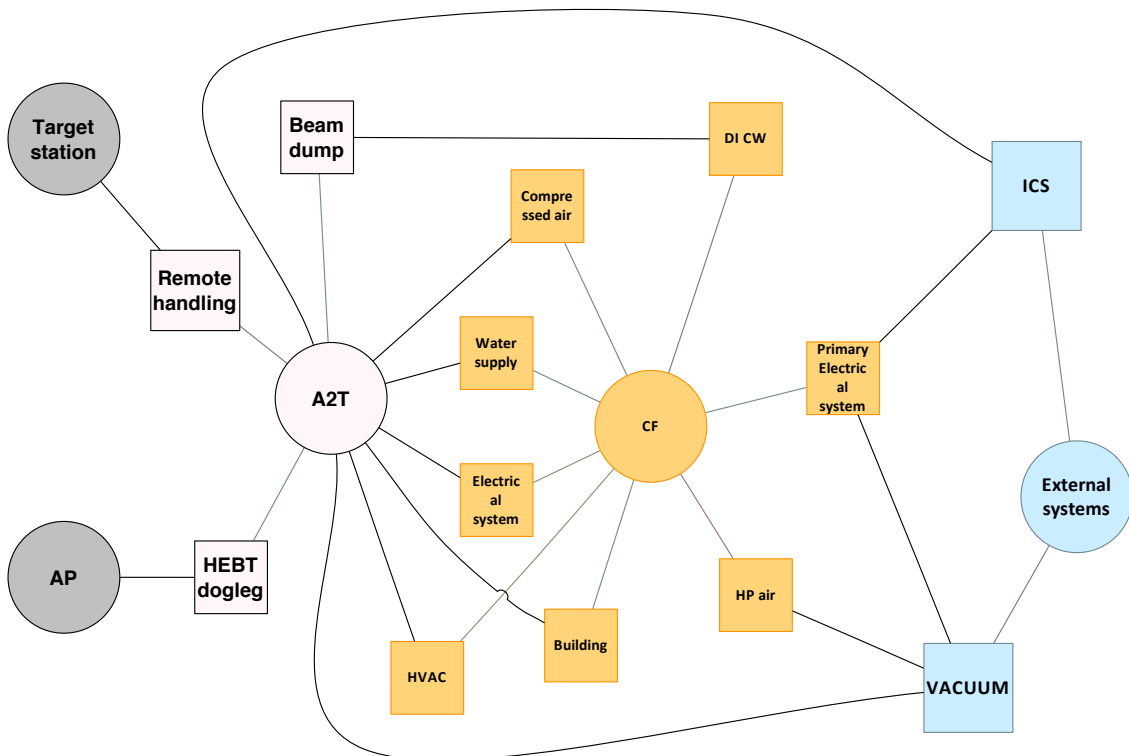 Target
station
Beam
dump
DI CW
Compre
ssed air
ICS
Remote
handling
Water
supply
Primary
Electric
al
system
A2T
CF
Electric
al
system
External
systems
AP
HEBT
dogleg
HP air
Building
HVAC
VACUUM